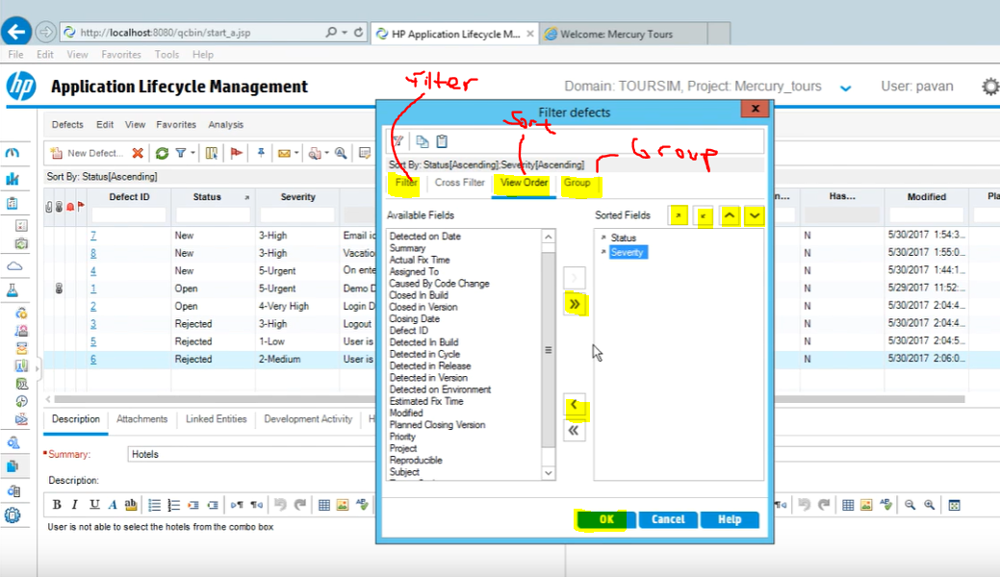 http://localhost:8080/qcbin/start_a.jsp
HP Application Lifecycle M...
Welcome: Mercury Tours
File Edit View Favorites Tools Help
hp
Application Lifecycle Management
Domain: TOURSIM, Project: Mercury_tours
User: pavan
Filter
Sort
Group
Defects Edit View Favorites Analysis
New Defect...
Sort By: Status[Ascending]
Defect ID Status Severity
Has... Modified
7 New 3-High Email
N 5/30/2017 1:54:3...
8 New 3-High Vacatio
N 5/30/2017 1:55:0...
4 New 5-Urgent On ente
N 5/30/2017 1:44:1...
1 Open 5-Urgent Demo D
N 5/29/2017 11:52:...
2 Open 4-Very High Login D
N 5/30/2017 2:04:4...
3 Rejected 3-High Logout
N 5/30/2017 2:04:4...
5 Rejected 1-Low User is
N 5/30/2017 2:04:5...
6 Rejected 2-Medium User is
N 5/30/2017 2:06:0...
Filter defects
Sort By: Status[Ascending];Severity[Ascending]
Filter Cross Filter View Order Group
Available Fields
Sorted Fields
Detected on Date
Summary
Actual Fix Time
Assigned To
Caused By Code Change
Closed In Build
Closed in Version
Closing Date
Defect ID
Detected In Build
Detected in Cycle
Detected in Release
Detected in Version
Detected on Environment
Estimated Fix Time
Modified
Planned Closing Version
Priority
Project
Reproducible
Subject
Status
Severity
OK Cancel Help
Description Attachments Linked Entities Development Activity H
*Summary: Hotels
Description:
B I U A ab
User is not able to select the hotels from the combo box